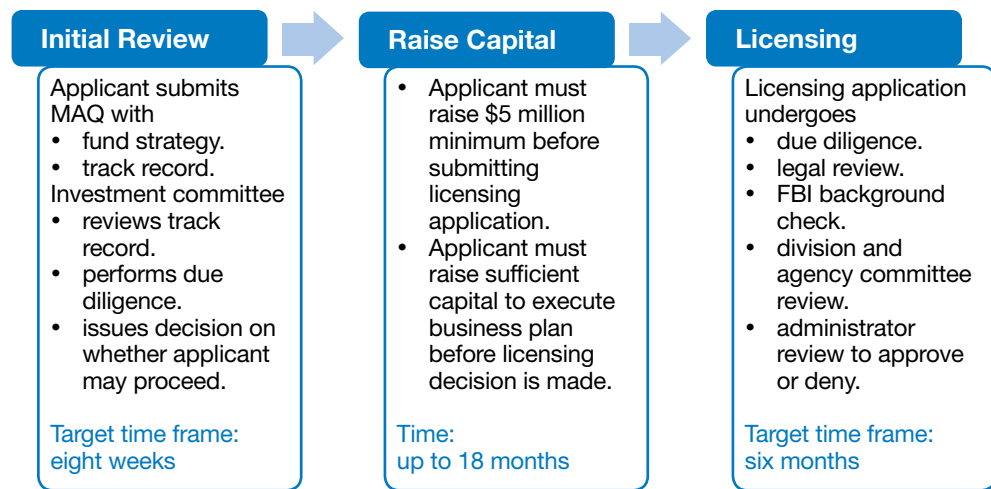 Initial Review
Applicant submits
MAQ with
• fund strategy.
• track record.
Investment committee
• reviews track
record.
• performs due
diligence.
• issues decision on
whether applicant
may proceed.
Target time frame:
eight weeks
Raise Capital
• Applicant must
raise $5 million
minimum before
submitting
licensing
application.
• Applicant must
raise sufficient
capital to execute
business plan
before licensing
decision is made.
Time:
up to 18 months
Licensing
Licensing application
undergoes
• due diligence.
• legal review.
• FBI background
check.
• division and
agency committee
review.
• administrator
review to approve
or deny.
Target time frame:
six months